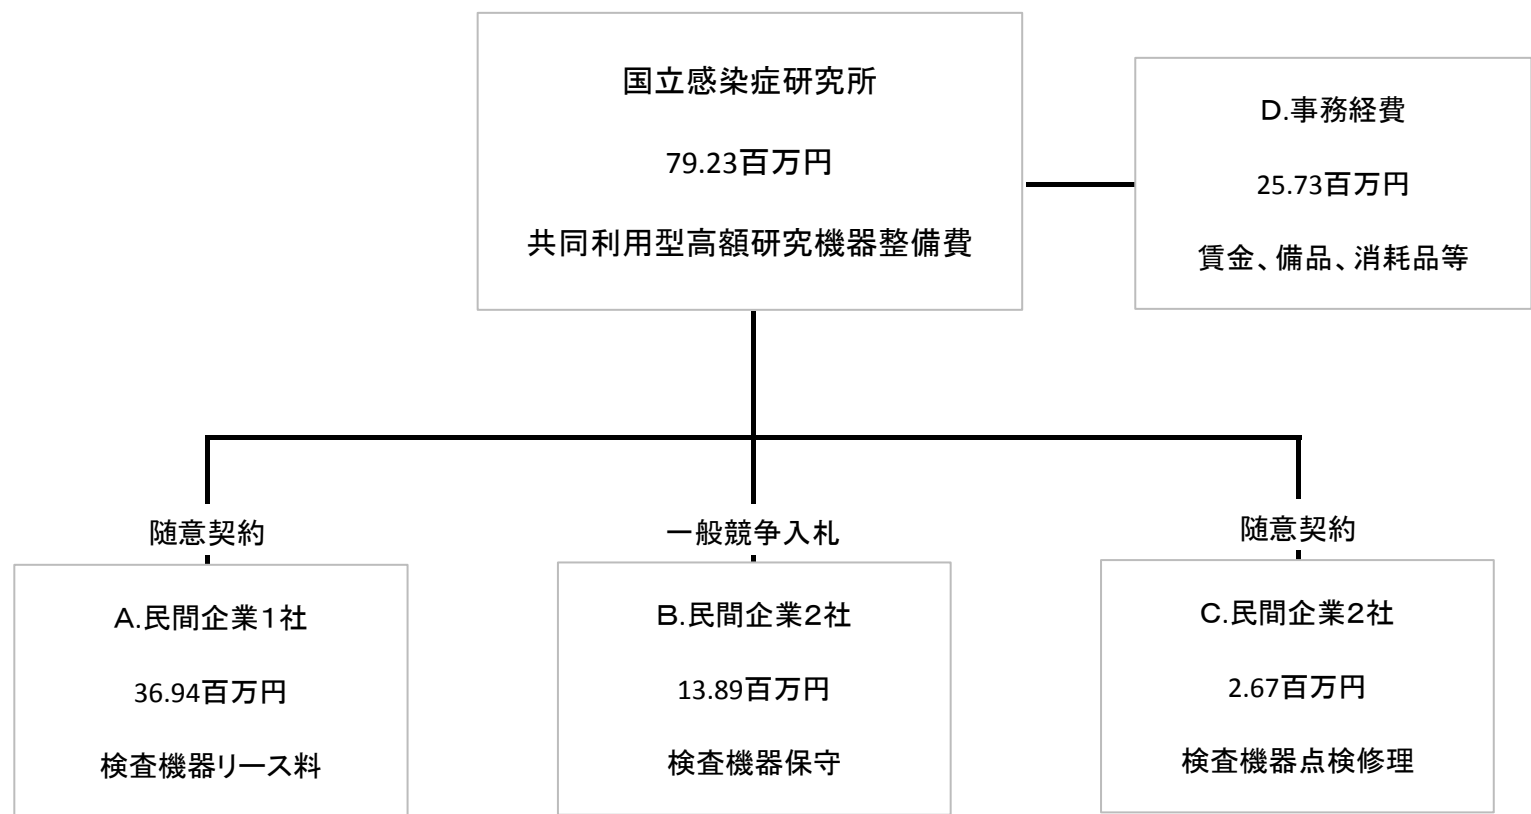 国立感染症研究所
79.23百万円
共同利用型高額研究機器整備費
D.事務経費
25.73百万円
賃金、備品、消耗品等
随意契約
A.民間企業1社
36.94百万円
検査機器リース料
一般競争入札
B.民間企業2社
13.89百万円
検査機器保守
随意契約
C.民間企業2社
2.67百万円
検査機器点検修理